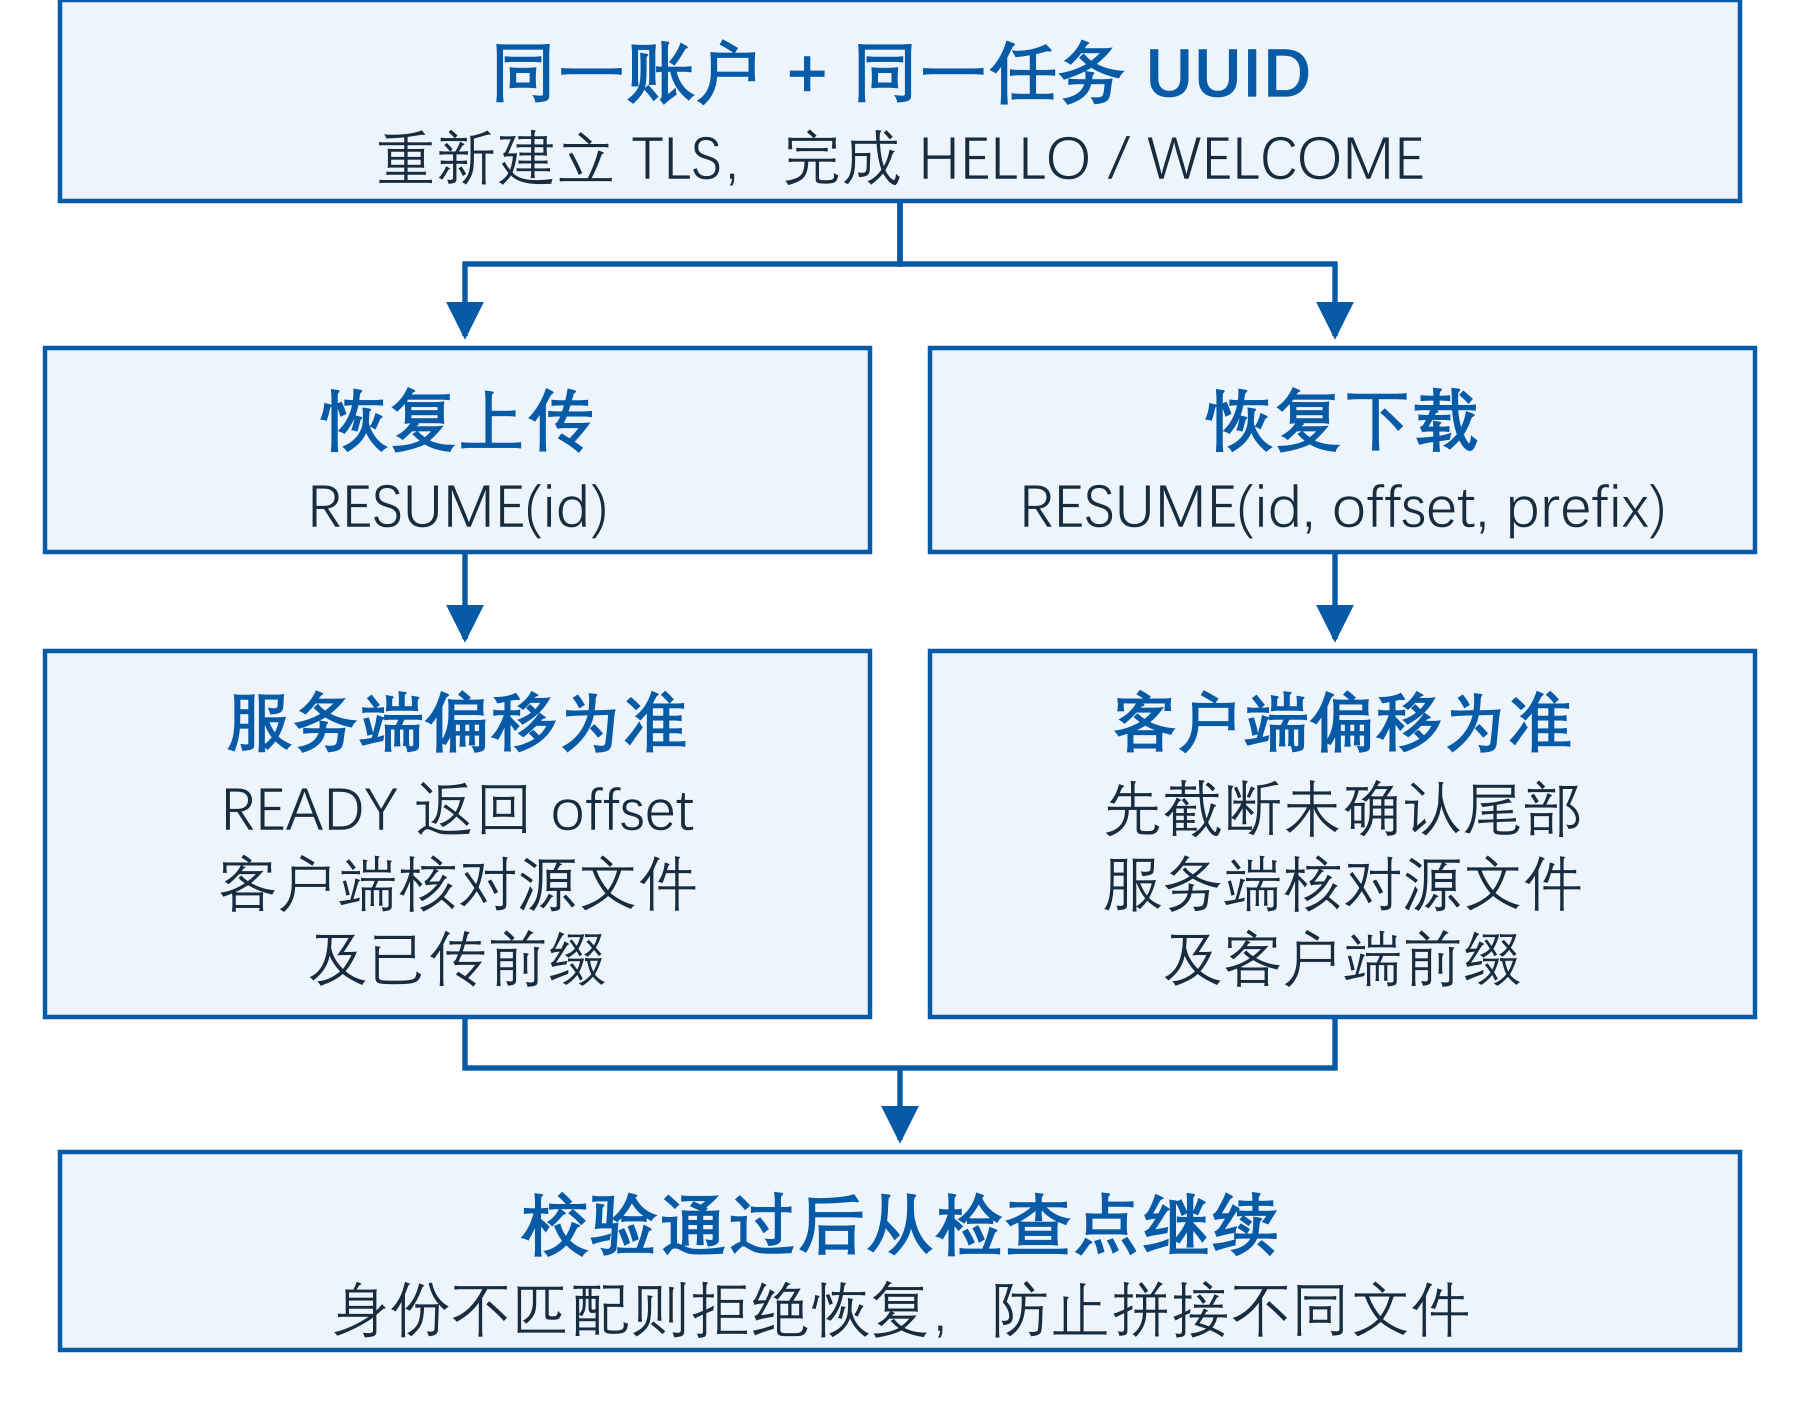 同一账户 + 同一任务 UUID
重新建立 TLS，完成 HELLO / WELCOME
恢复上传
RESUME(id)
恢复下载
RESUME(id, offset, prefix)
服务端偏移为准
READY 返回 offset
客户端核对源文件
及已传前缀
客户端偏移为准
先截断未确认尾部
服务端核对源文件
及客户端前缀
校验通过后从检查点继续
身份不匹配则拒绝恢复，防止拼接不同文件